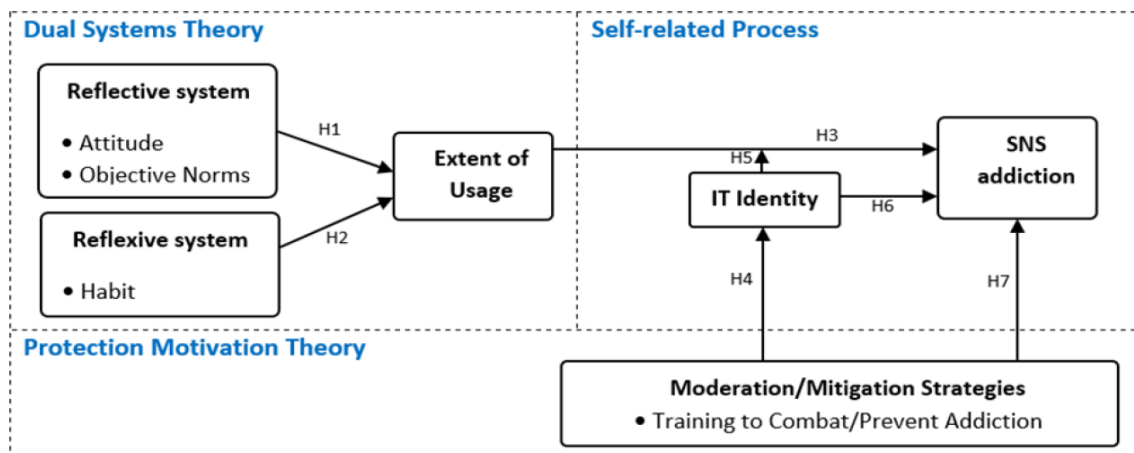 Dual Systems Theory
Reflective system
• Attitude
• Objective Norms
H1
Reflexive system
• Habit
H2
Extent of
Usage
Self-related Process
H3
H5
IT Identity
H6
SNS
addiction
H4
H7
Protection Motivation Theory
Moderation/Mitigation Strategies
• Training to Combat/Prevent Addiction